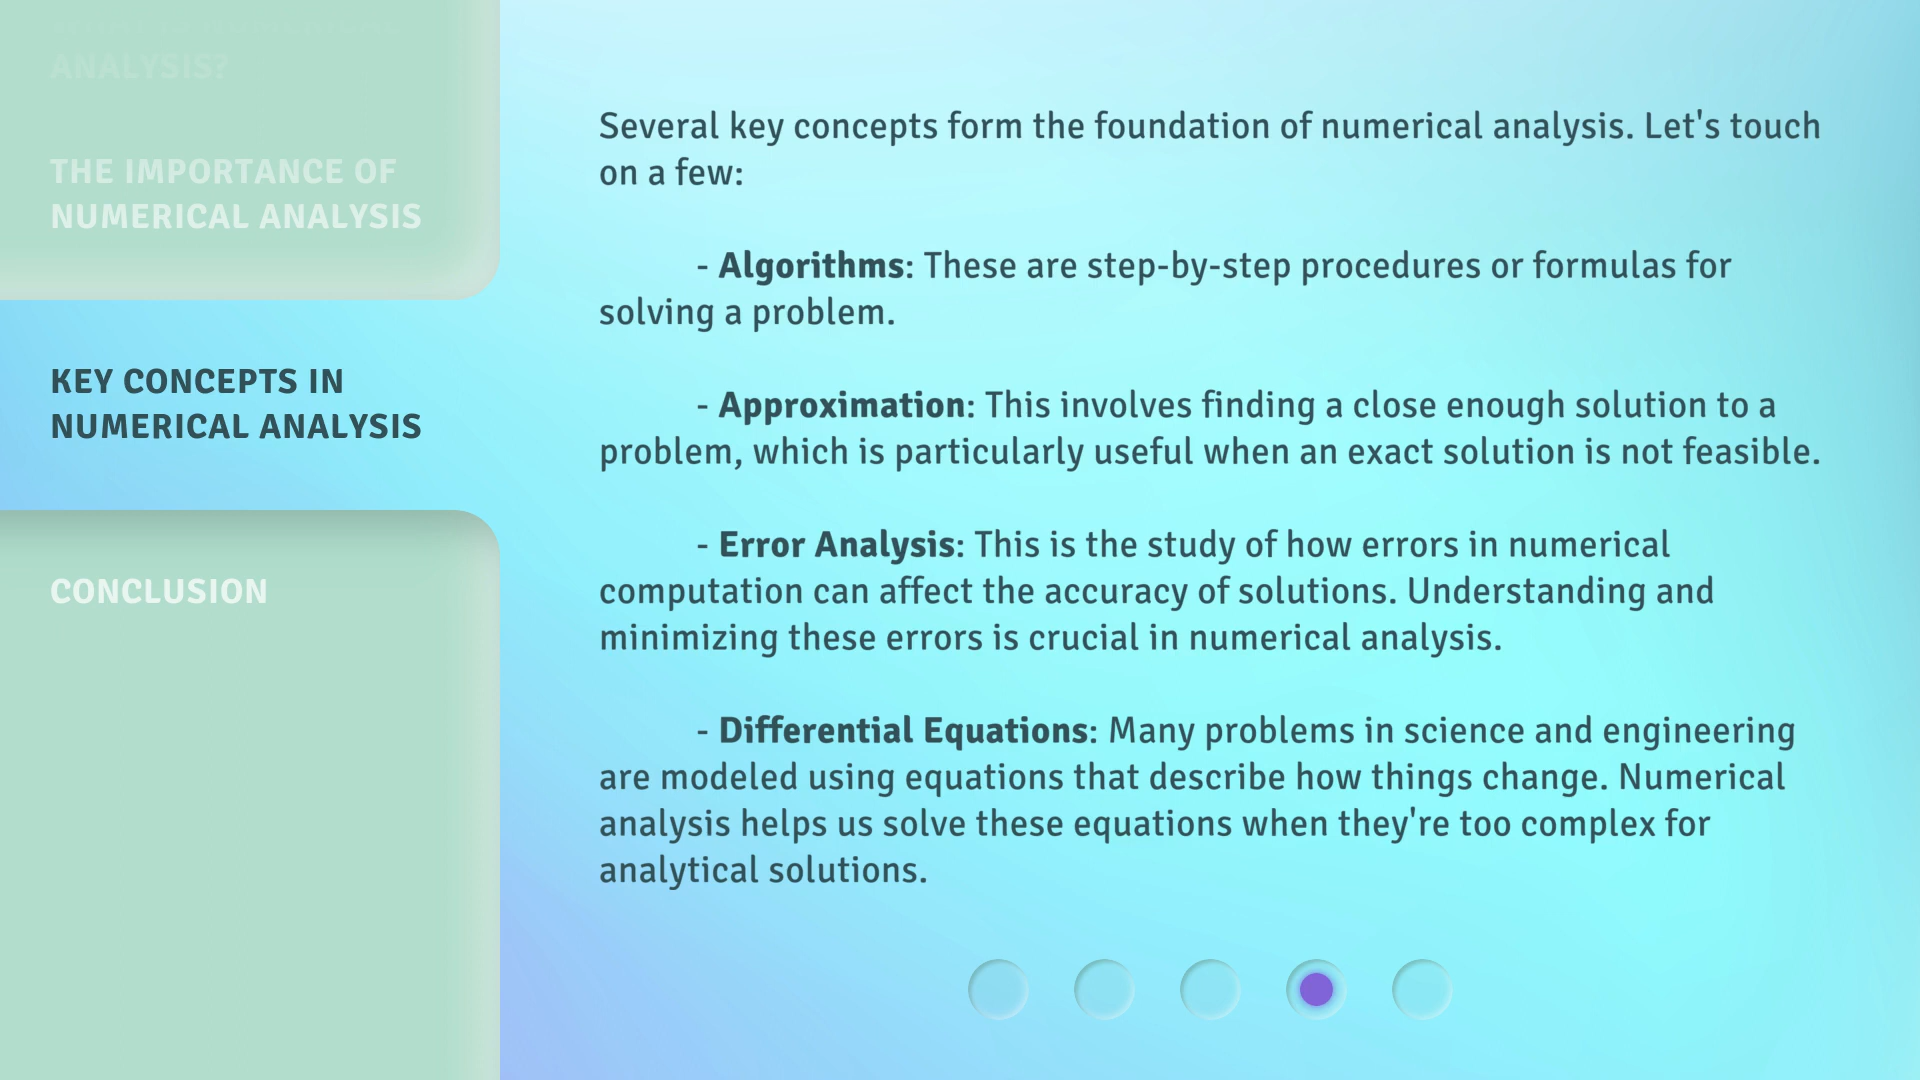 ANALYSIS?
THE IMPORTANCE OF
NUMERICAL ANALYSIS
KEY CONCEPTS IN
NUMERICAL ANALYSIS
CONCLUSION
Several key concepts form the foundation of numerical analysis. Let's touch
on a few:
- Algorithms: These are step-by-step procedures or formulas for
solving a problem.
- Approximation: This involves finding a close enough solution to a
problem, which is particularly useful when an exact solution is not feasible.
- Error Analysis: This is the study of how errors in numerical
computation can affect the accuracy of solutions. Understanding and
minimizing these errors is crucial in numerical analysis.
- Differential Equations: Many problems in science and engineering
are modeled using equations that describe how things change. Numerical
analysis helps us solve these equations when they're too complex for
analytical solutions.